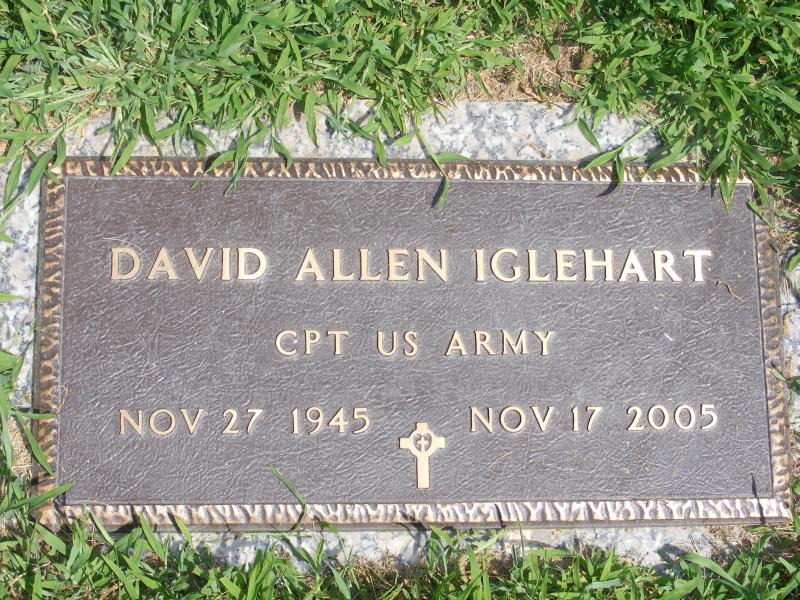 DAVID ALLEN IGLEHART
CPT US ARMY
NOV 27 1945 NOV 17 2005